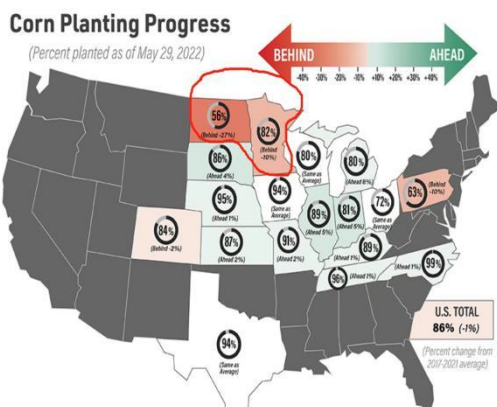 Corn Planting Progress
(Percent planted as of May 29, 2022)
BEHIND
AHEAD
-40% -30% -20% -10% +10% +20% +30% +40%
56%
(Behind -27%)
82%
(Behind -10%)
86%
(Ahead 4%)
80%
(Same as Average)
80%
(Ahead 8%)
95%
(Ahead 1%)
94%
(Same as Average)
89%
(Ahead 5%)
81%
(Ahead 5%)
72%
(Same as Average)
63%
(Behind -10%)
84%
(Behind -2%)
87%
(Ahead 2%)
91%
(Ahead 2%)
89%
(Ahead 1%)
96%
(Ahead 1%)
(Ahead 1%)
99%
94%
(Same as Average)
U.S. TOTAL
86% (-1%)
(Percent change from
2017-2021 average)